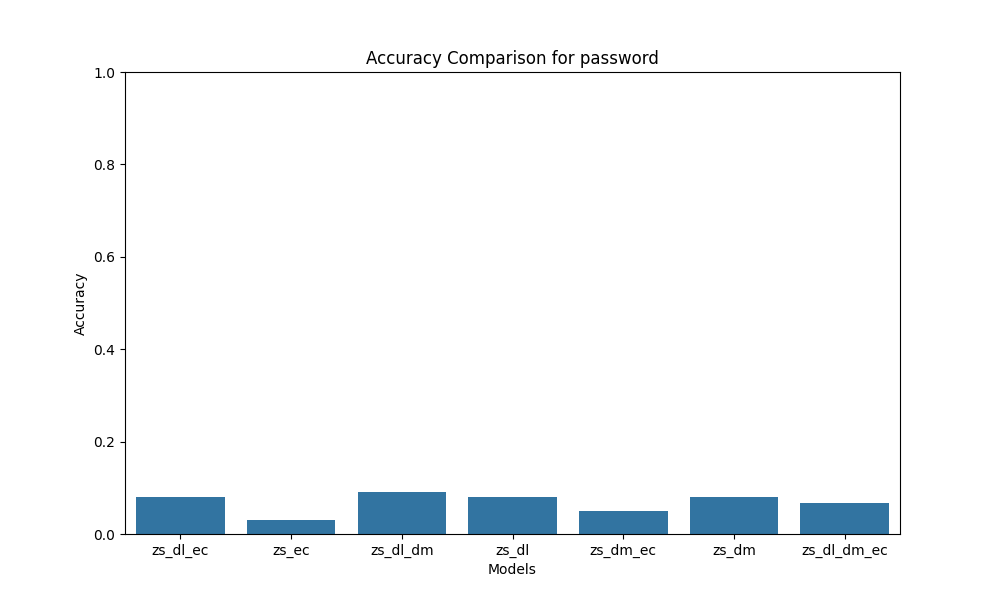 Accuracy Comparison for password
1.0
0.8
0.6
0.4
0.2
0.0
Accuracy
zs_dl_ec zs_ec zs_dl_dm zs_dl zs_dm_ec zs_dm zs_dl_dm_ec
Models